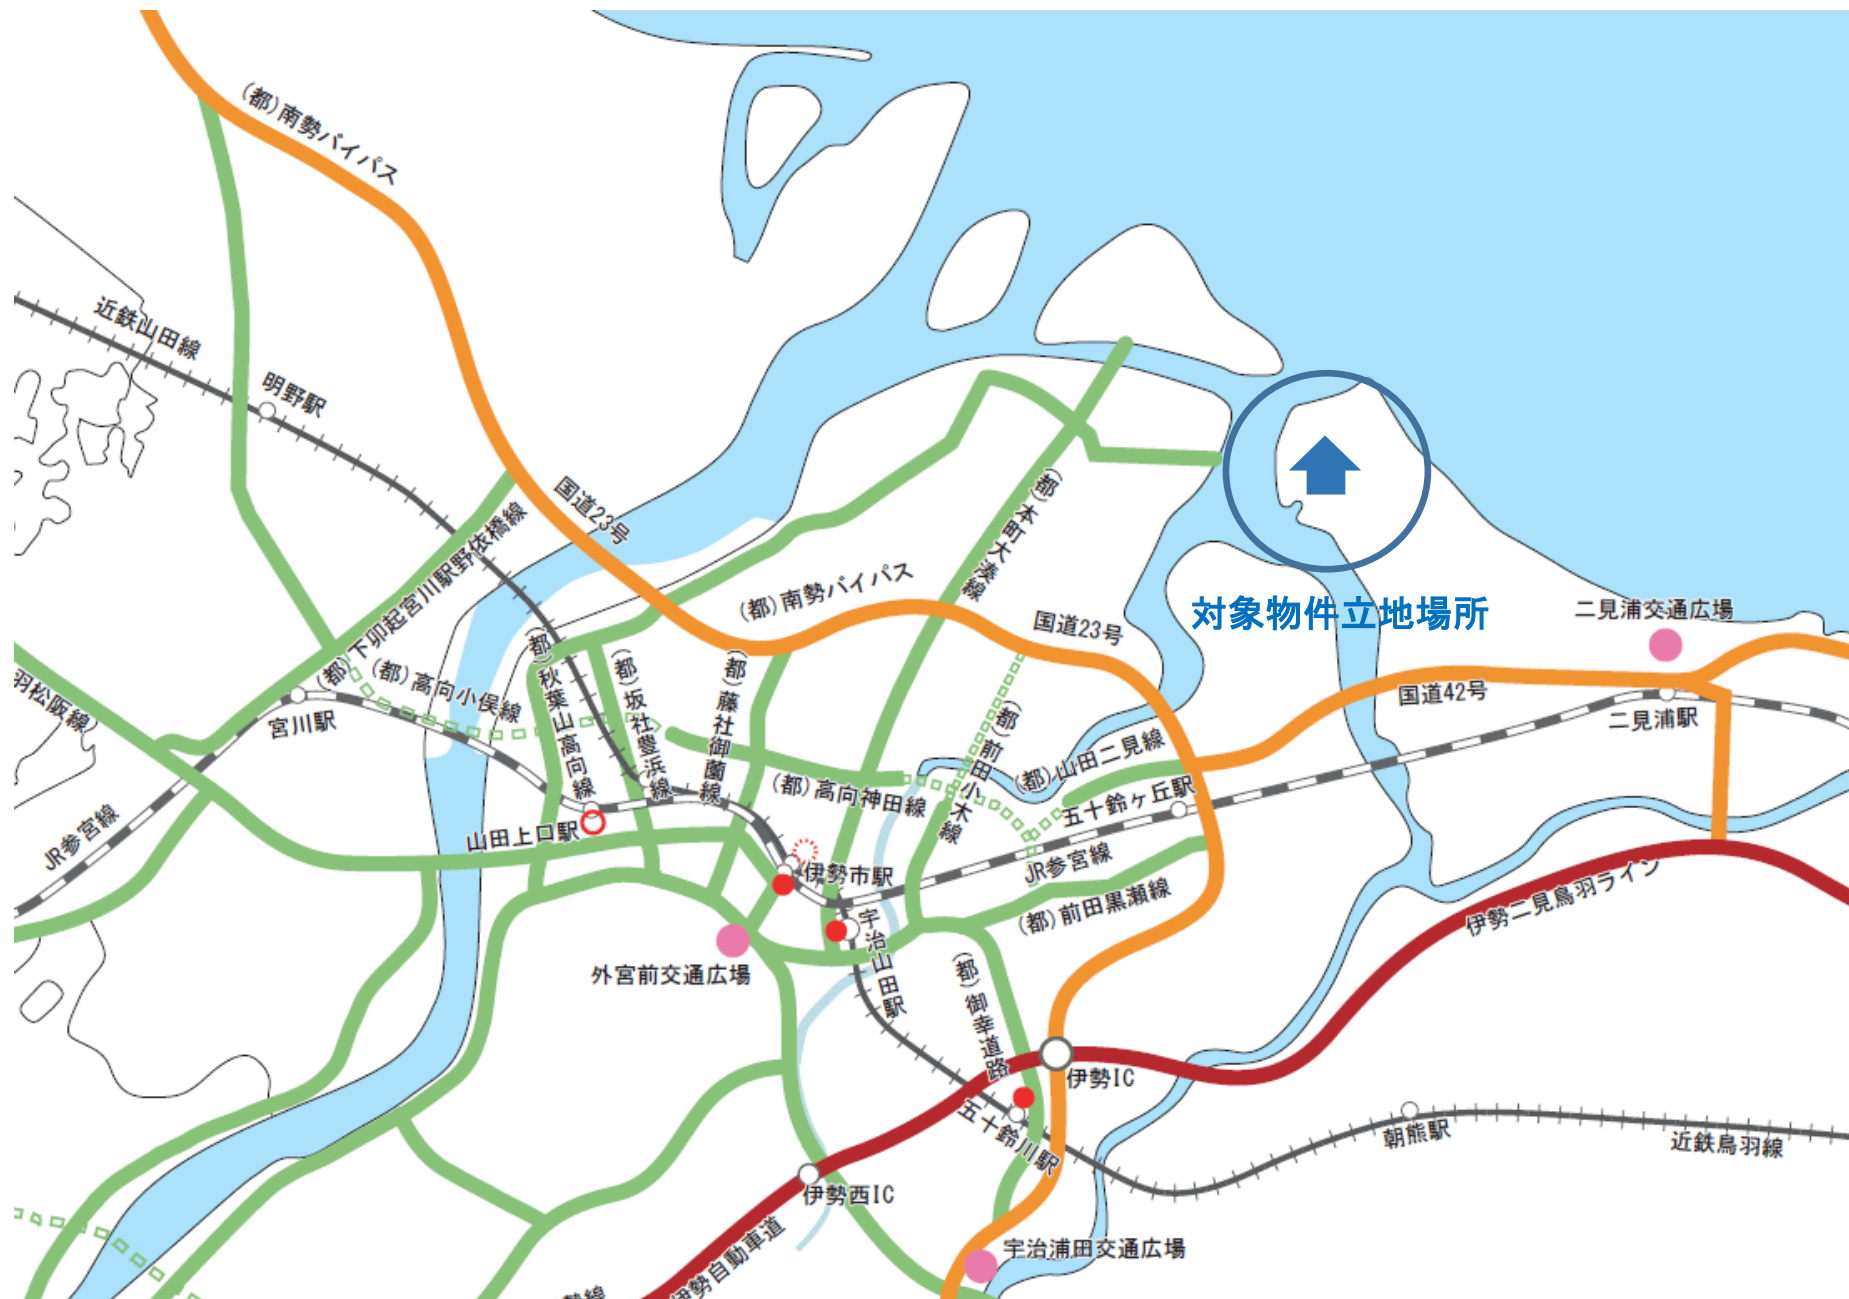 (都)南勢バイパス
近鉄山田線
明野駅
国道23号
(都)下卯起宮川駅野依橋線
(都)本町大湊線
(都)南勢バイパス
国道23号
対象物件立地場所
二見浦交通広場
(都)高向小俣線
(都)秋葉山高向線
(都)坂社豊浜線
(都)藤社御薗線
羽松阪線)
宮川駅
国道42号
二見浦駅
(都)前田小木線
(都)山田二見線
(都)高向神田線
五十鈴ヶ丘駅
JR参宮線
山田上口駅
伊勢市駅
JR参宮線
(都)前田黒瀬線
伊勢二見鳥羽ライン
宇治山田駅
外宮前交通広場
(都)御幸道路
伊勢IC
五十鈴川駅
朝熊駅
近鉄鳥羽線
伊勢西IC
伊勢自動車道
宇治浦田交通広場